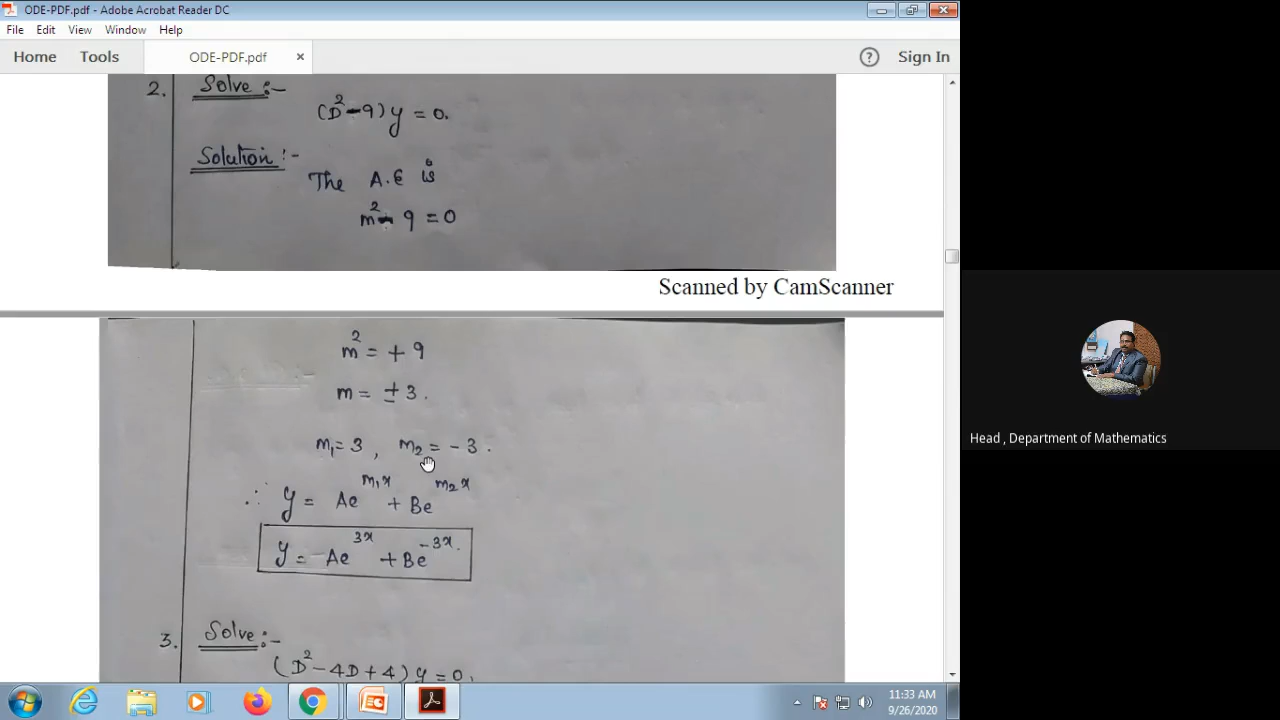 ODE-PDF.pdf - Adobe Acrobat Reader DC
File Edit View Window Help
Home Tools ODE-PDF.pdf × Sign In
2. Solve :-
(D² - 9) y = 0.
Solution :-
The A.E is
m² - 9 = 0
Scanned by CamScanner
m² = + 9
m = ± 3.
m₁ = 3 , m₂ = - 3.
∴ y = Ae^{m₁x} + Be^{m₂x}
y = Ae^{3x} + Be^{-3x}.
3. Solve :-
(D² - 4D + 4) y = 0.
Head , Department of Mathematics
11:33 AM
9/26/2020